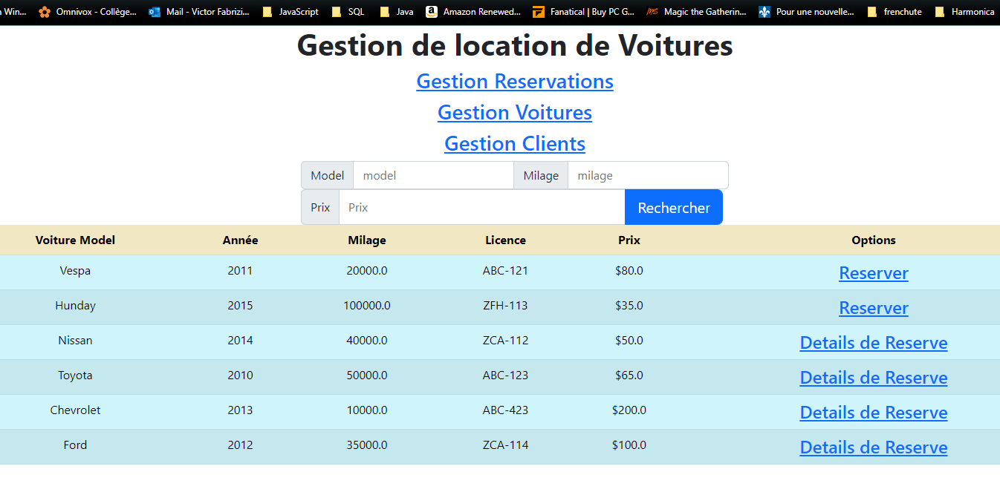 Win... Omnivox - Collège... Mail - Victor Fabrizi... JavaScript SQL Java Amazon Renewed... Fanatical | Buy PC G... Magic the Gatherin... Pour une nouvelle... frenchute Harmonica
Gestion de location de Voitures
Gestion Reservations
Gestion Voitures
Gestion Clients
Model model Milage milage
Prix Prix Rechercher
Voiture Model Année Milage Licence Prix Options
Vespa 2011 20000.0 ABC-121 $80.0 Reserver
Hunday 2015 100000.0 ZFH-113 $35.0 Reserver
Nissan 2014 40000.0 ZCA-112 $50.0 Details de Reserve
Toyota 2010 50000.0 ABC-123 $65.0 Details de Reserve
Chevrolet 2013 10000.0 ABC-423 $200.0 Details de Reserve
Ford 2012 35000.0 ZCA-114 $100.0 Details de Reserve